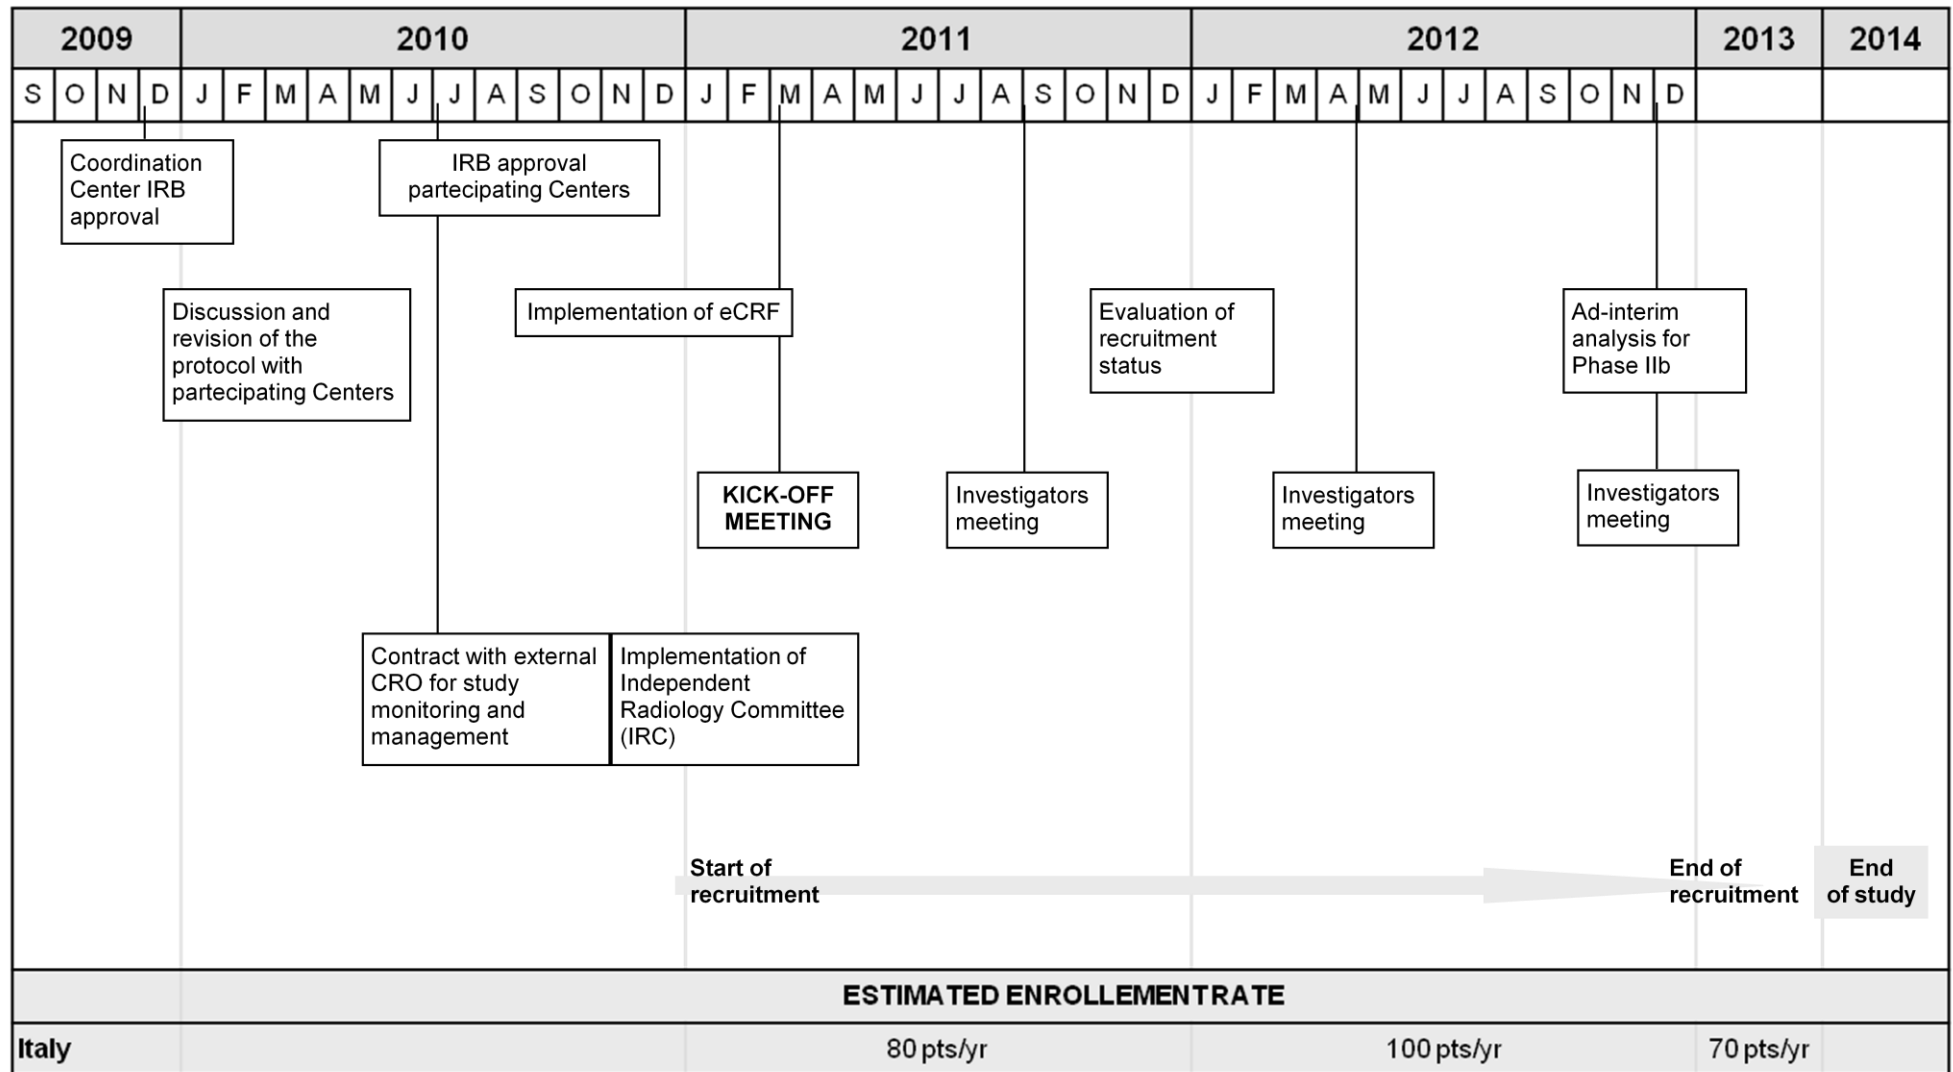 2009 2010 2011 2012 2013 2014
S O N D J F M A M J J A S O N D J F M A M J J A S O N D J F M A M J J A S O N D
Coordination
Center IRB
approval
IRB approval
partecipating Centers
Discussion and
revision of the
protocol with
partecipating Centers
Implementation of eCRF
Evaluation of
recruitment
status
Ad-interim
analysis for
Phase IIb
KICK-OFF
MEETING
Investigators
meeting
Investigators
meeting
Investigators
meeting
Contract with external
CRO for study
monitoring and
management
Implementation of
Independent
Radiology Committee
(IRC)
Start of
recruitment
End of
recruitment
End
of study
ESTIMATED ENROLLEMENT RATE
Italy 80 pts/yr 100 pts/yr 70 pts/yr